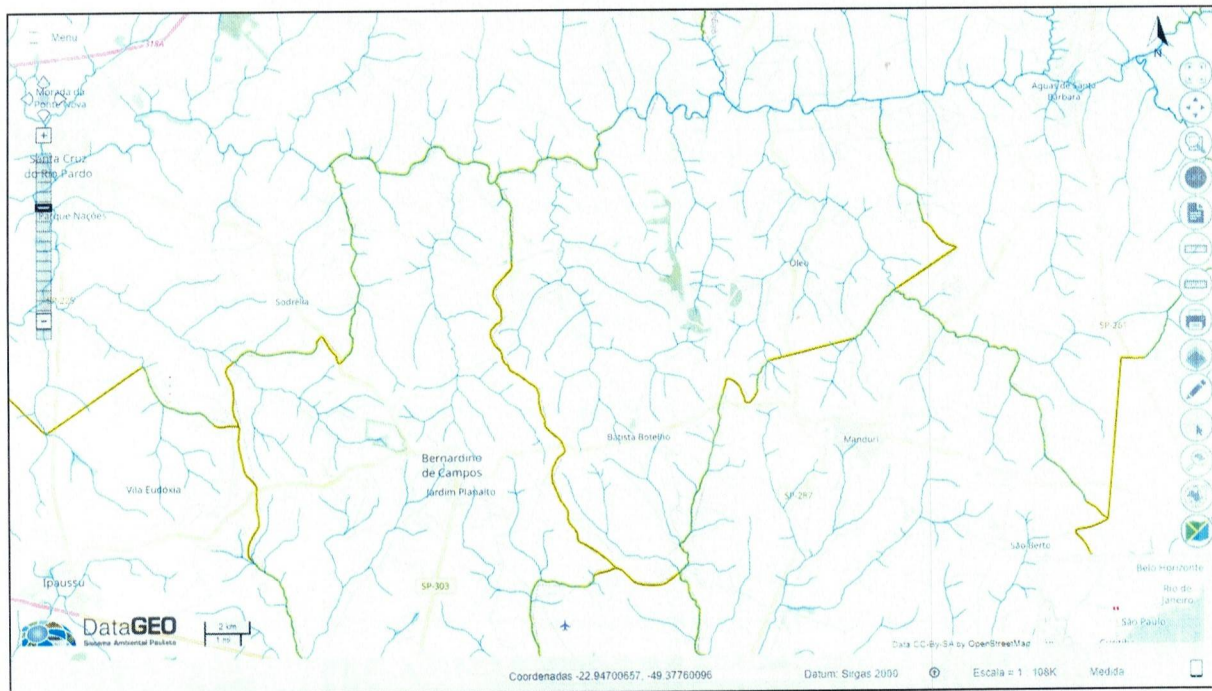 Menu
N
Morada da
Ponte Nova
Aguas de Santo
Bárbara
Santa Cruz
do Rio Pardo
Parque Nações
Óleo
Sodrélia
Batista Botelho
Manduri
Bernardino
de Campos
Jardim Planalto
Vila Eudóxia
SP-287
São Berto
Ipaussu
SP-303
Belo Horizonte
Rio de
Janeiro
São Paulo
DataGEO
Sistema Ambiental Paulista
2 km
1 mi
Data CC-By-SA by OpenStreetMap
Coordenadas -22.94700657, -49.37760096
Datum: Sirgas 2000
Escala = 1 : 108K
Medida